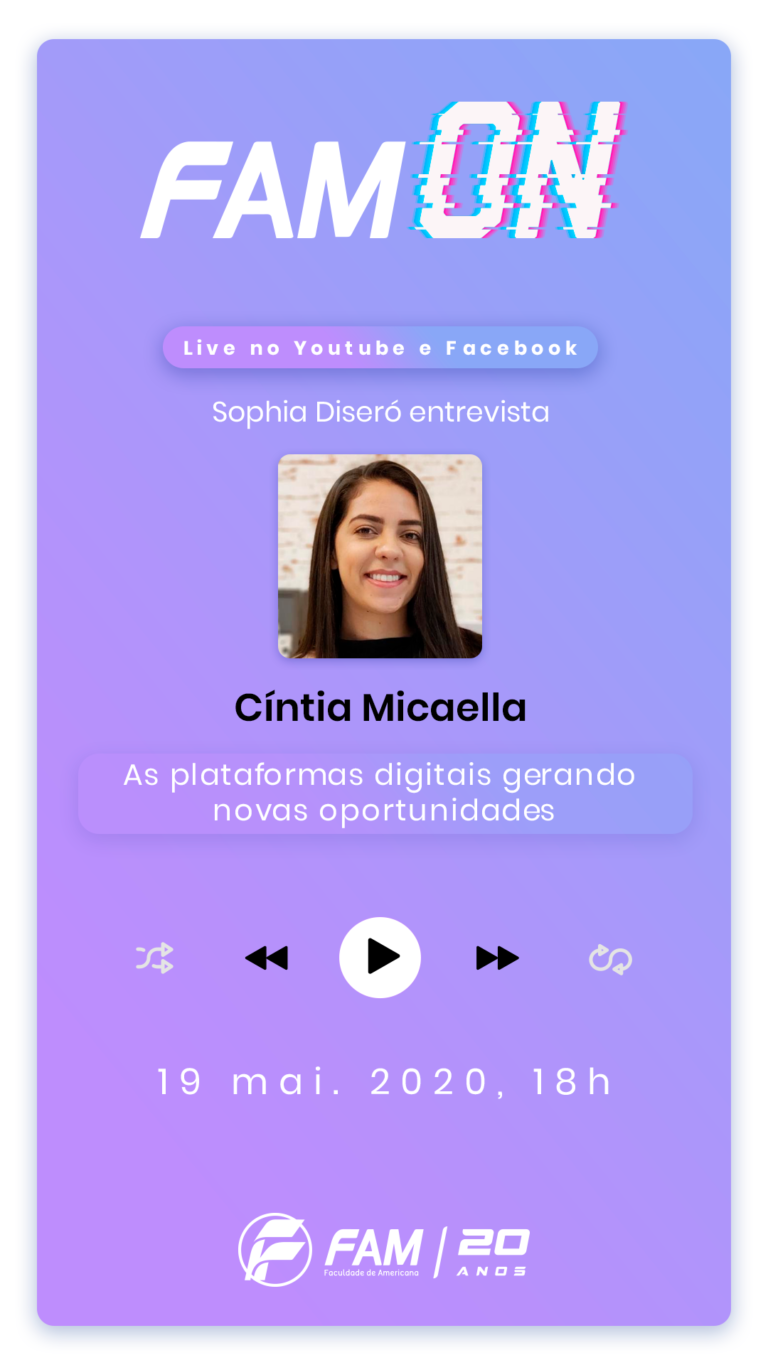 FAM ON
Live no Youtube e Facebook
Sophia Diseró entrevista
Cíntia Micaella
As plataformas digitais gerando
novas oportunidades
19 mai. 2020, 18h
FAM | 20
Faculdade de Americana ANOS